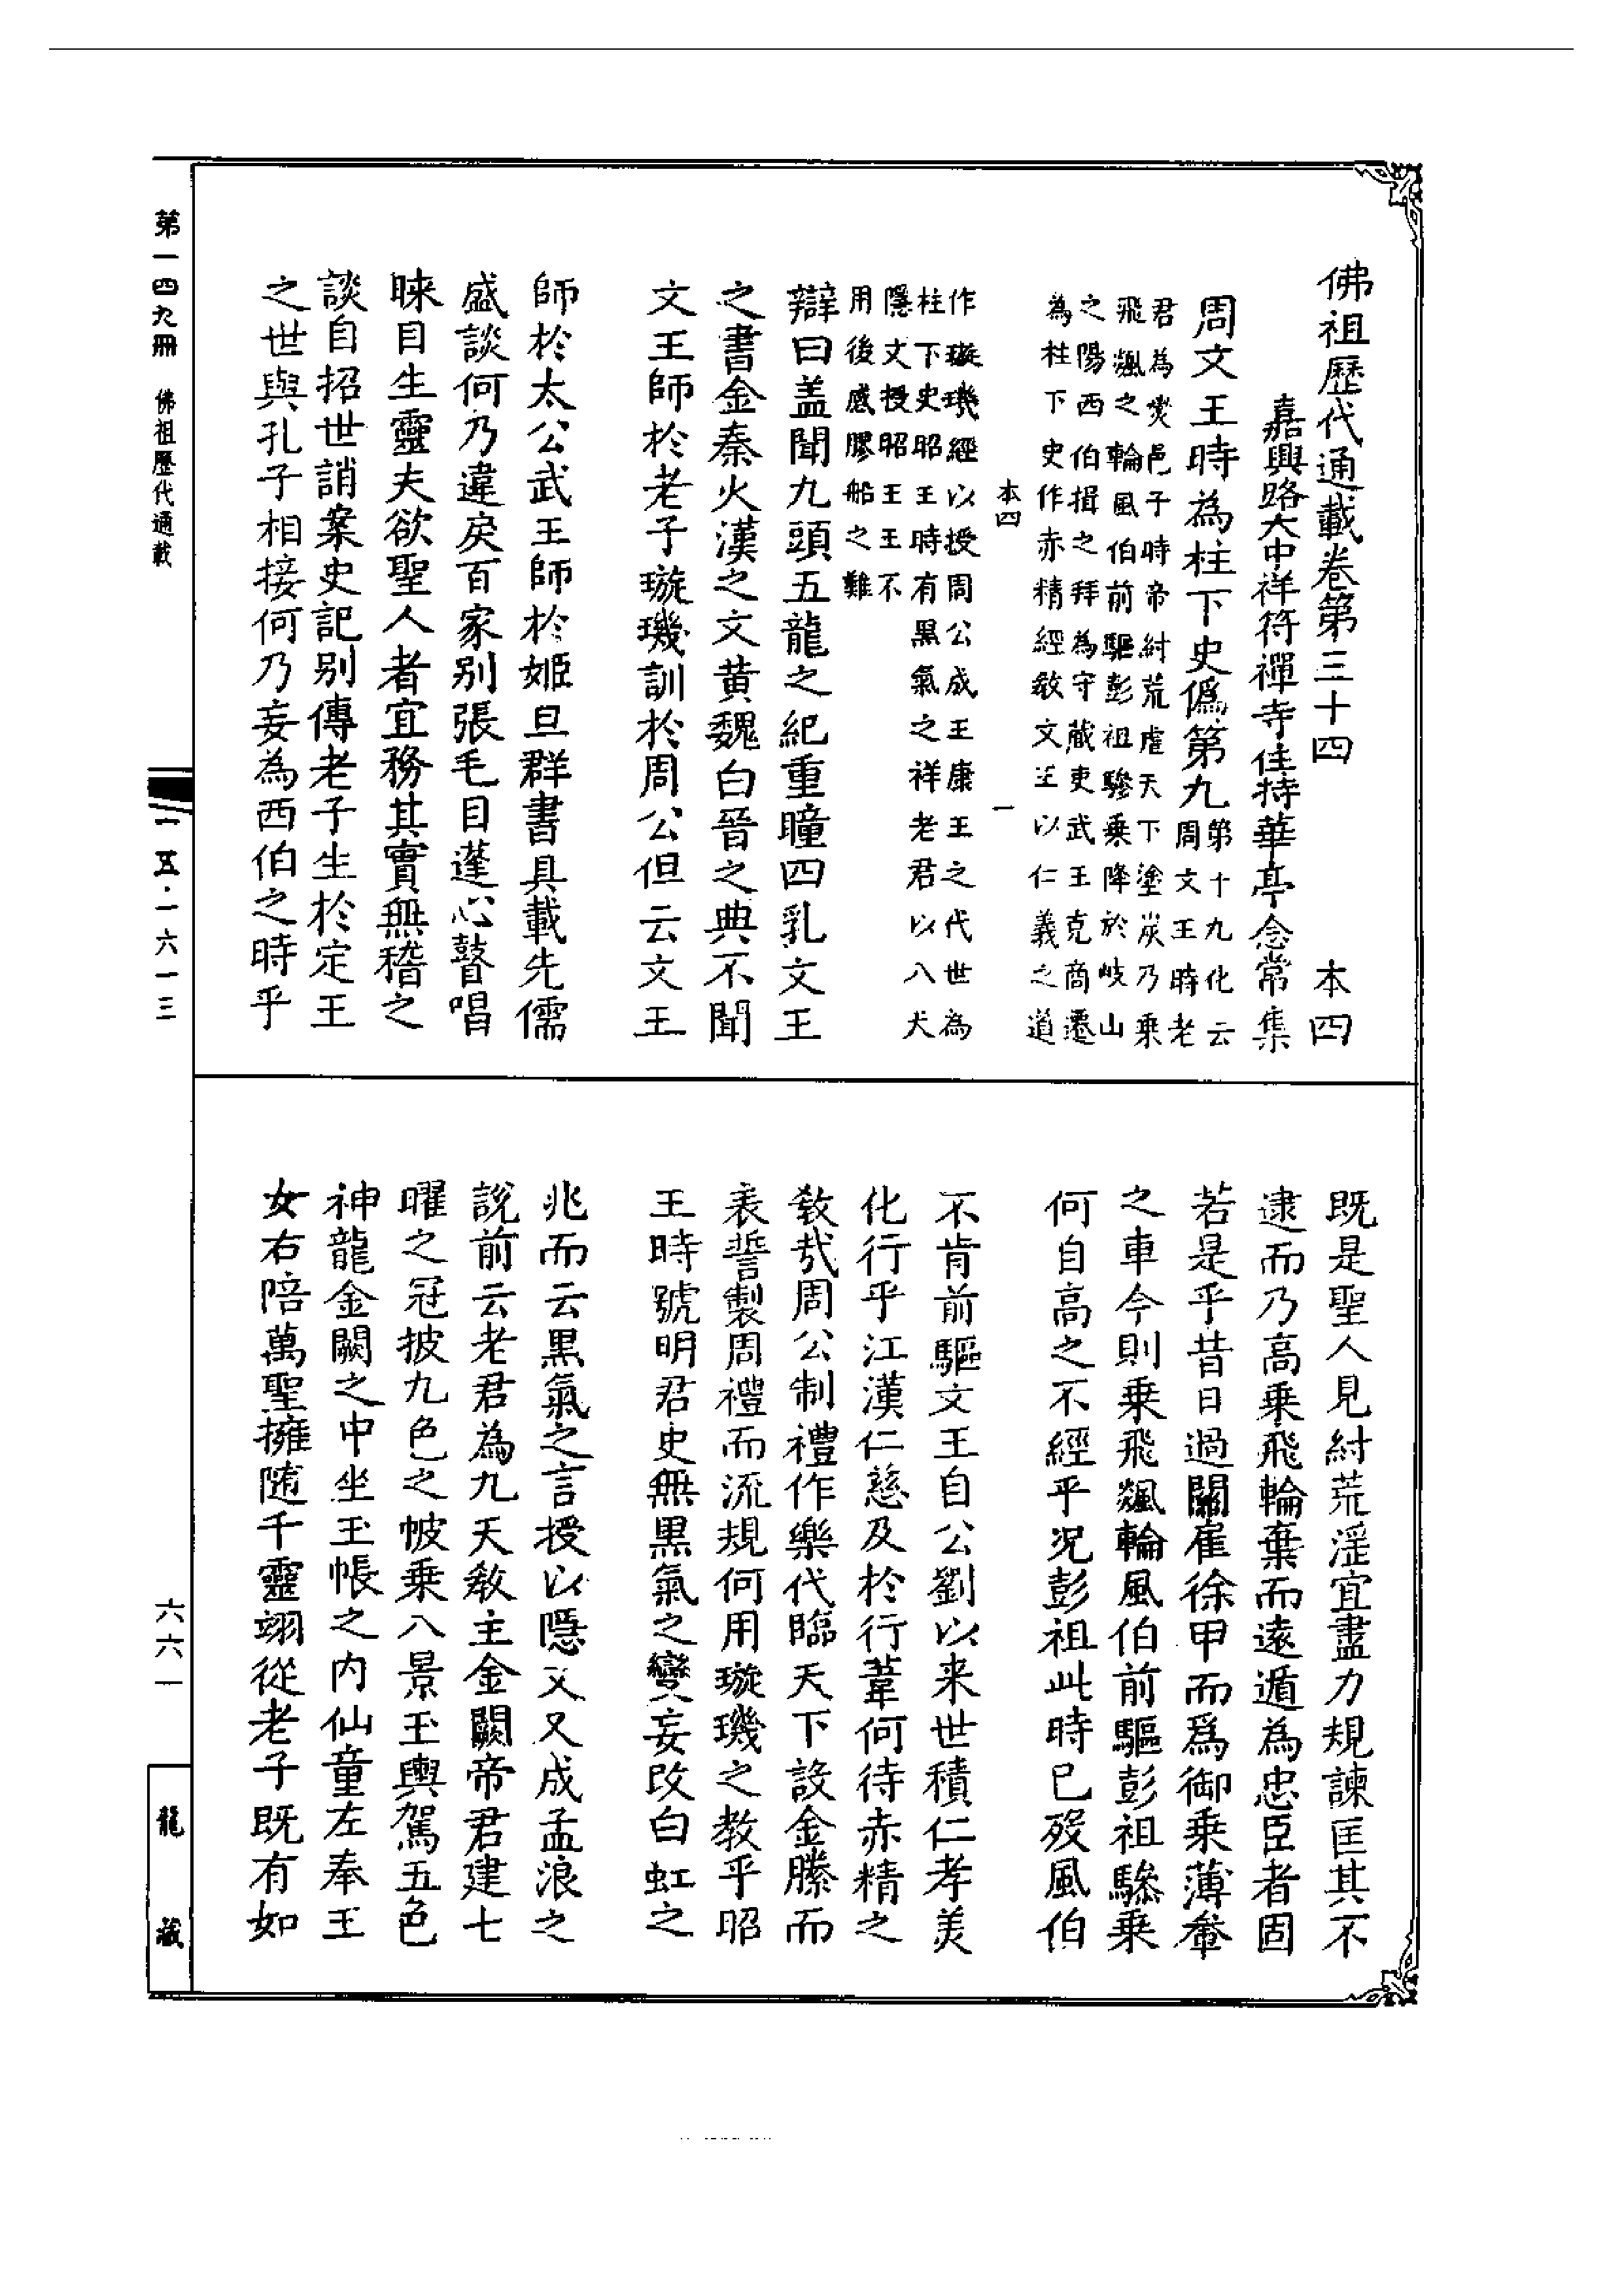 佛祖歷代通載卷第三十四　本四
嘉興路大中祥符禪寺住持華亭念常集
周文王時為柱下史僞第九
第十九化云
周文王時老
君為爕邑子時帝紂荒虐天下塗炭乃乘
飛飇之輪風伯前驅彭祖驂乗降於岐山
之陽西伯揖之拜為守藏吏武王克商遷
為柱下史作赤精經教文王以仁義之道
本四　一
作璇璣經以授周公成王康王之代世為
柱下史昭王時有黒氣之祥老君以八天
隱文授昭王王不
用後感膠船之難
辯曰盖聞九頭五龍之紀重瞳四乳文王
之書金秦火漢之文黄魏白晉之典不聞
文王師於老子璇璣訓於周公但云文王
師於太公武王師於姬旦群書具載先儒
盛談何乃違戾百家别張毛目蓬心瞽唱
睐目生靈夫欲聖人者宜務其實無稽之
談自招世誚案史記别傳老子生於定王
之世與孔子相接何乃妄為西伯之時乎
既是聖人見紂荒淫宜盡力規諫匡其不
逮而乃高乗飛輪棄而遠遁為忠臣者固
若是乎昔日過關雇徐甲而爲御乗薄軬
之車今則乗飛飇輪風伯前驅彭祖驂乗
何自高之不經乎况彭祖此時已殁風伯
不肯前驅文王自公劉以来世積仁孝美
化行乎江漢仁慈及於行葦何待赤精之
教㢤周公制禮作樂代臨天下設金縢而
表誓製周禮而流規何用璇璣之教乎昭
王時號明君史無黒氣之變妄改白虹之
兆而云黒氣之言授以隱文又成孟浪之
說前云老君為九天教主金闕帝君建七
曜之冠披九色之帔乗八景玉輿駕五色
神龍金闕之中坐玉帳之内仙童左奉玉
女右陪萬聖擁随千靈翊從老子既有如
第一四九冊　佛祖歷代通載
一五·一六一三
六六一
龍藏